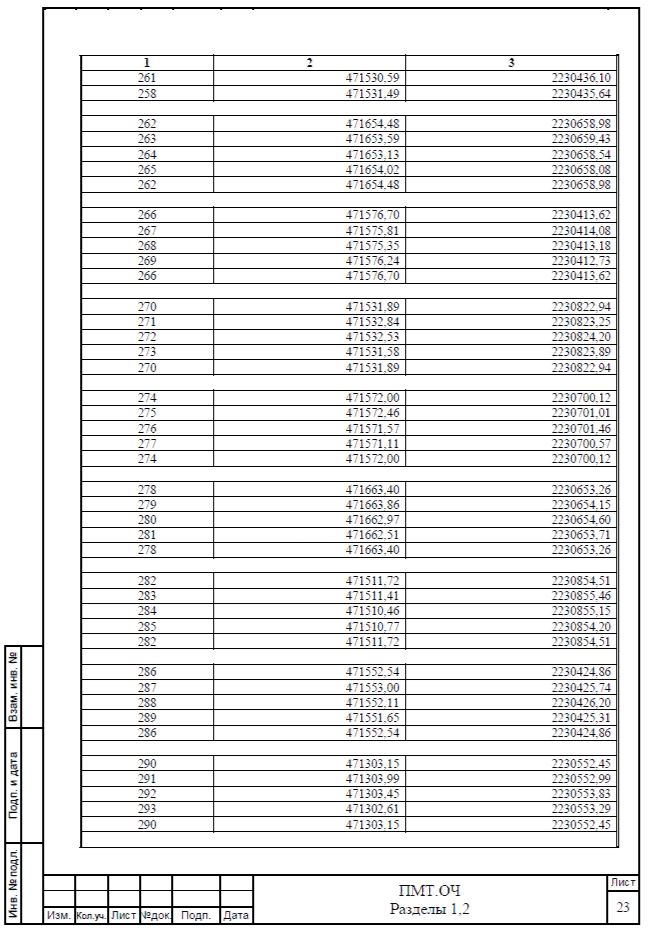 1 2 3
261 471530,59 2230436,10
258 471531,49 2230435,64
262 471654,48 2230658,98
263 471653,59 2230659,43
264 471653,13 2230658,54
265 471654,02 2230658,08
262 471654,48 2230658,98
266 471576,70 2230413,62
267 471575,81 2230414,08
268 471575,35 2230413,18
269 471576,24 2230412,73
266 471576,70 2230413,62
270 471531,89 2230822,94
271 471532,84 2230823,25
272 471532,53 2230824,20
273 471531,58 2230823,89
270 471531,89 2230822,94
274 471572,00 2230700,12
275 471572,46 2230701,01
276 471571,57 2230701,46
277 471571,11 2230700,57
274 471572,00 2230700,12
278 471663,40 2230653,26
279 471663,86 2230654,15
280 471662,97 2230654,60
281 471662,51 2230653,71
278 471663,40 2230653,26
282 471511,72 2230854,51
283 471511,41 2230855,46
284 471510,46 2230855,15
285 471510,77 2230854,20
282 471511,72 2230854,51
286 471552,54 2230424,86
287 471553,00 2230425,74
288 471552,11 2230426,20
289 471551,65 2230425,31
286 471552,54 2230424,86
290 471303,15 2230552,45
291 471303,99 2230552,99
292 471303,45 2230553,83
293 471302,61 2230553,29
290 471303,15 2230552,45
Взам. инв. №
Подп. и дата
Инв. № подл.
Изм. Кол.уч. Лист №док. Подп. Дата
ПМТ.ОЧ
Разделы 1,2
Лист
23